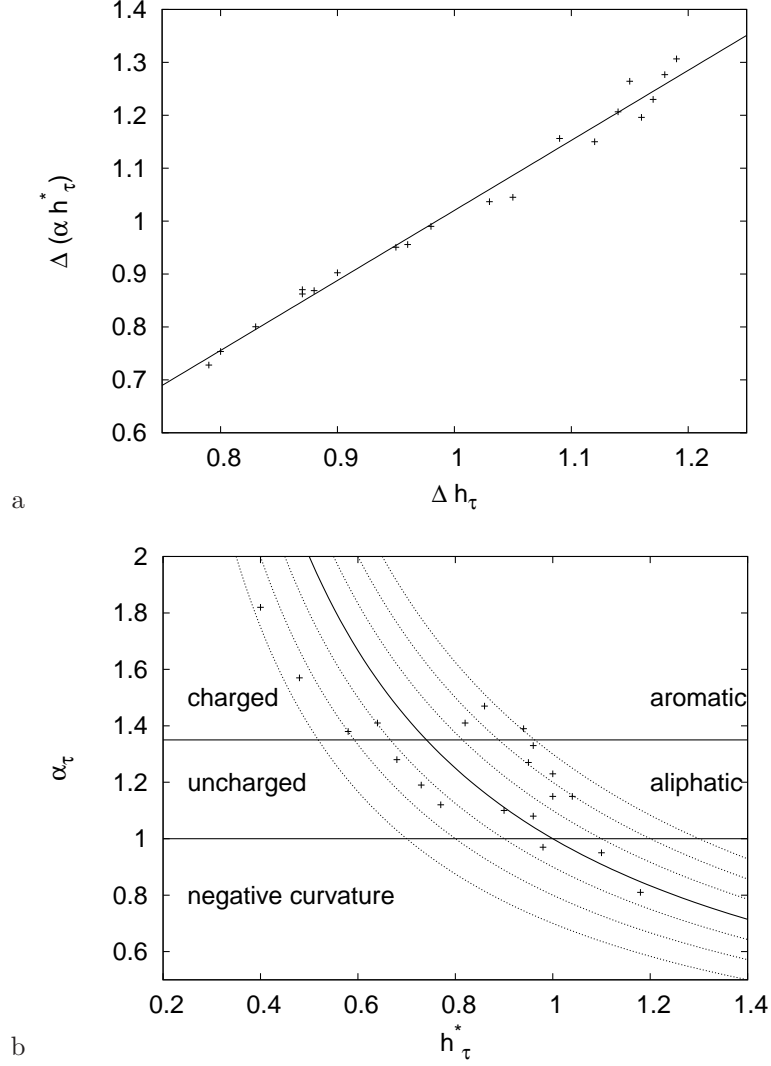 1.4
1.3
1.2
1.1
1
0.9
0.8
0.7
0.6
Δ (α h*τ)
0.8 0.9 1 1.1 1.2
Δ hτ
a
2
1.8
1.6
1.4
1.2
1
0.8
0.6
ατ
charged aromatic
uncharged aliphatic
negative curvature
0.2 0.4 0.6 0.8 1 1.2 1.4
h*τ
b